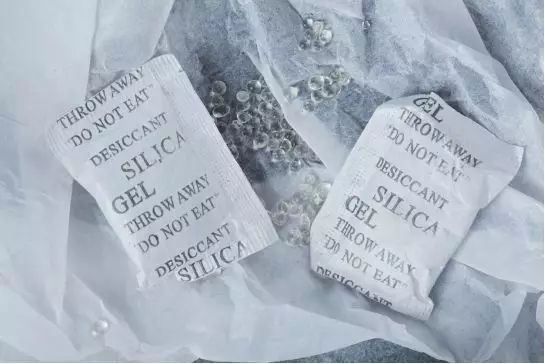 THROW AWAY
"DO NOT EAT"
DESICCANT
SILICA
GEL
THROW AWAY
"DO NOT EAT"
DESICCANT
SILICA
GEL
THROW AWAY
"DO NOT EAT"
DESICCANT
SILICA
GEL
THROW AWAY
"DO NOT EAT"
DESICCANT